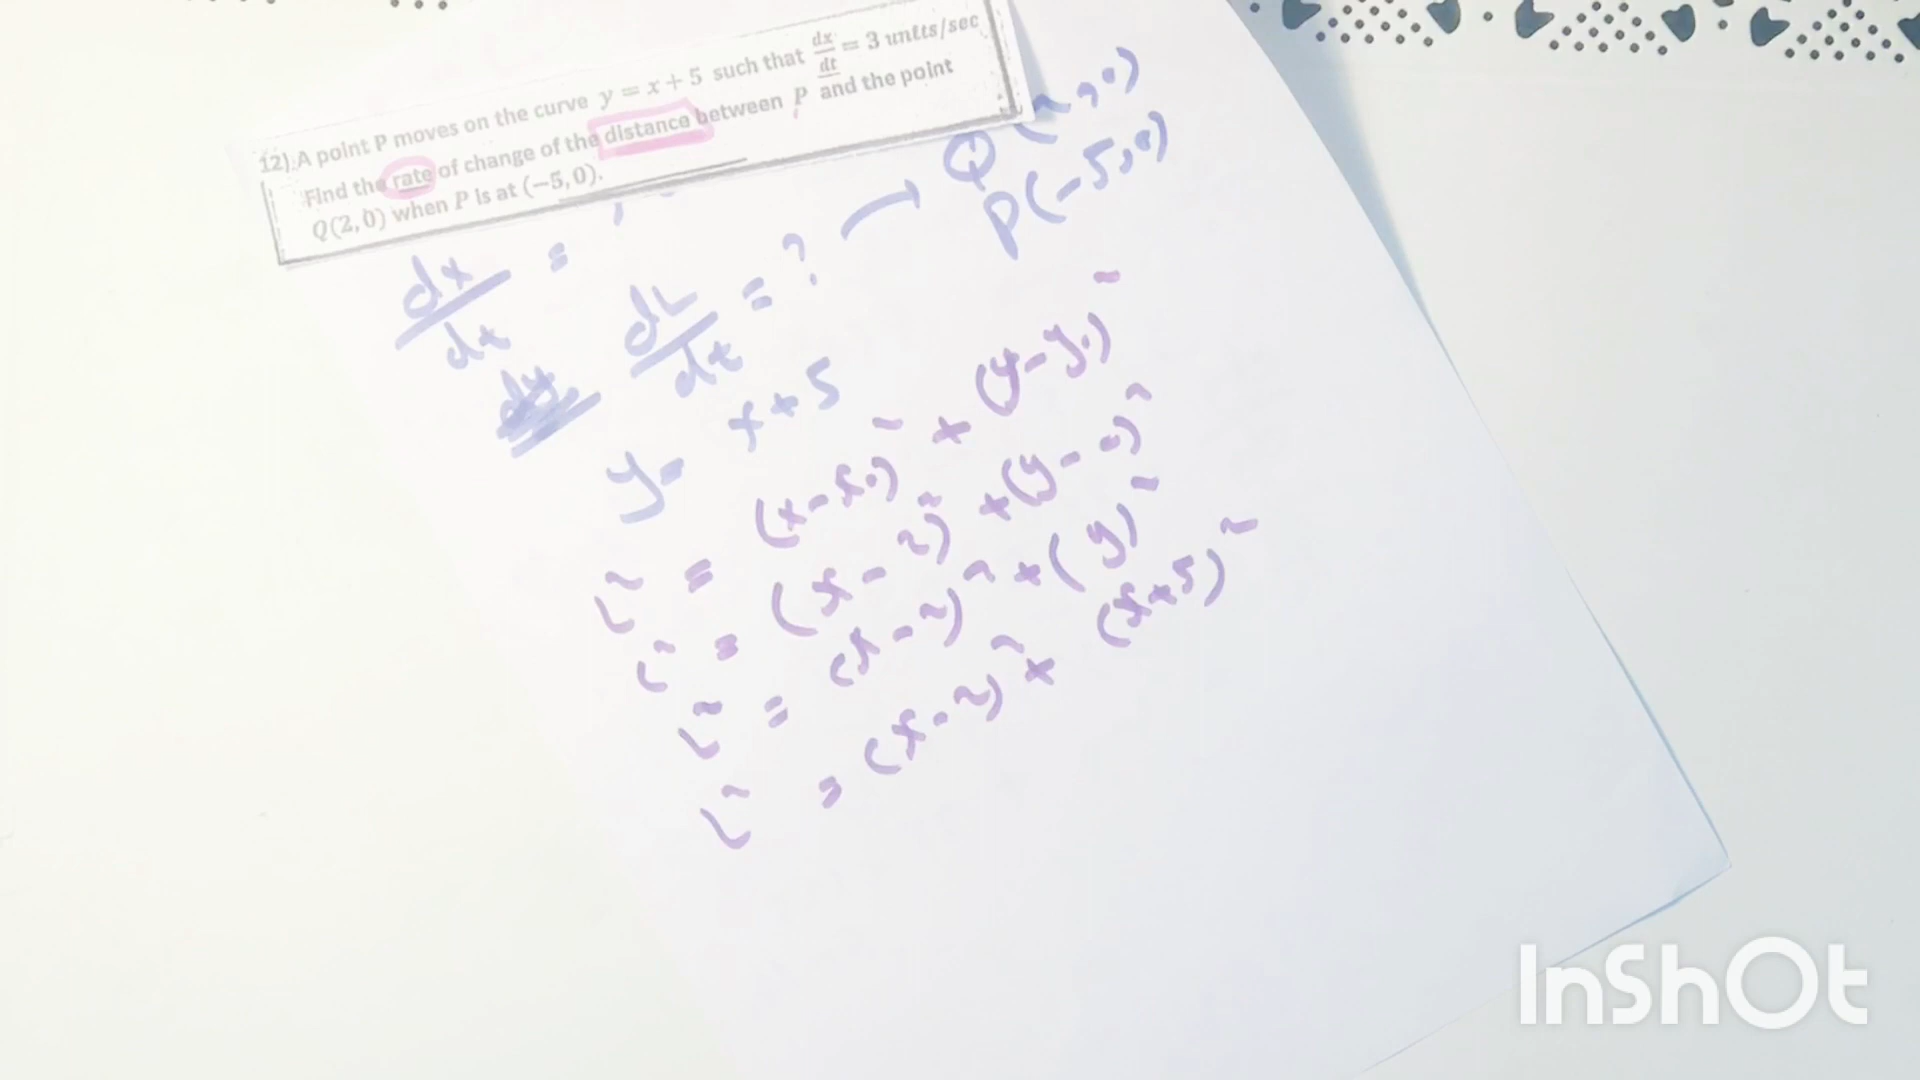 12) A point P moves on the curve y = x + 5 such that dx/dt = 3 units/sec
Find the rate of change of the distance between P and the point
Q(2,0) when P is at (−5,0).
Q (2,0)
P(-5,0)
dx/dt =
dL/dt = ?
dy
y = x + 5
L² = (x-x₀)² + (y-y₀)²
L² = (x-2)² + (y-0)²
L² = (x-2)² + (y)²
L² = (x-2)² + (x+5)²
InShOt